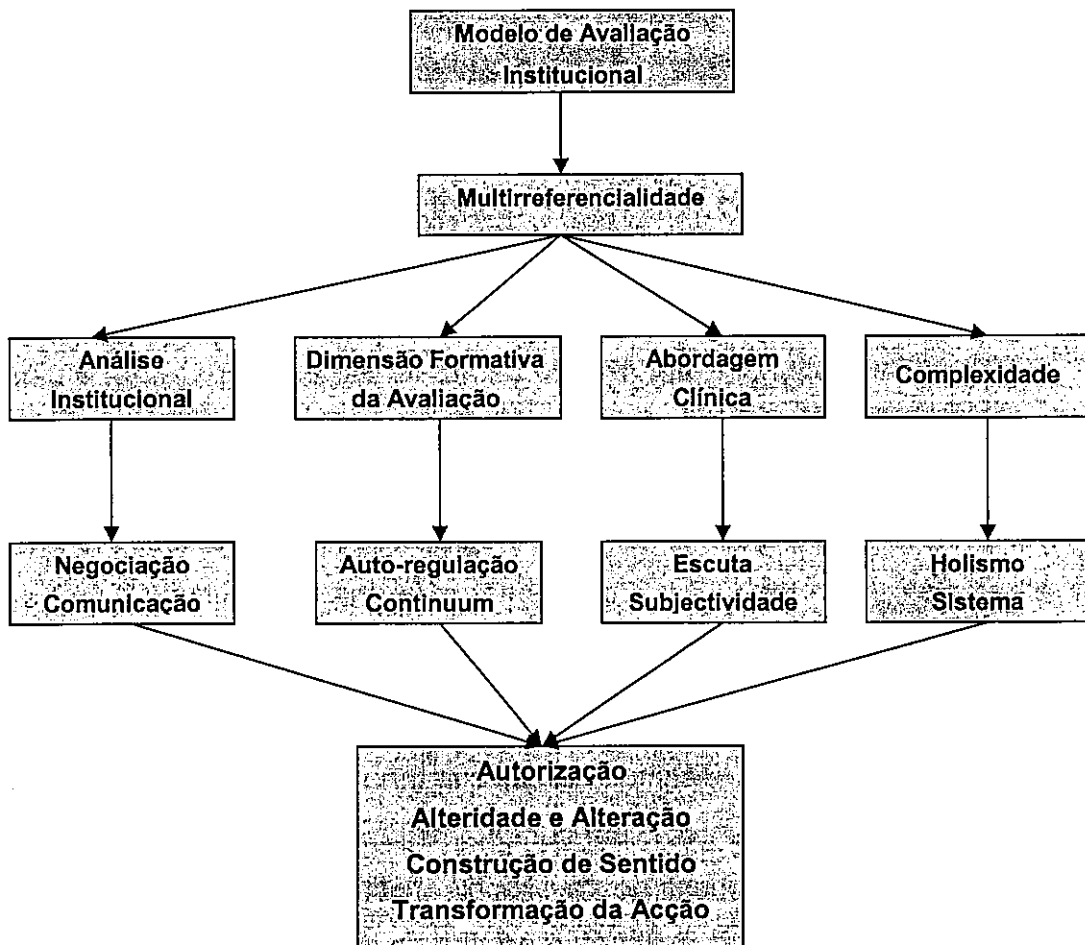 Modelo de Avaliação
Institucional
Multirreferencialidade
Análise
Institucional
Dimensão Formativa
da Avaliação
Abordagem
Clínica
Complexidade
Negociação
Comunicação
Auto-regulação
Continuum
Escuta
Subjectividade
Holismo
Sistema
Autorização
Alteridade e Alteração
Construção de Sentido
Transformação da Acção